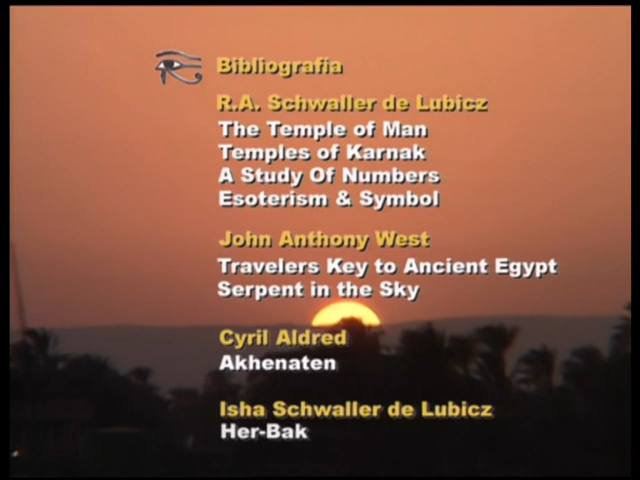 Bibliografia
R.A. Schwaller de Lubicz
The Temple of Man
Temples of Karnak
A Study Of Numbers
Esoterism & Symbol
John Anthony West
Travelers Key to Ancient Egypt
Serpent in the Sky
Cyril Aldred
Akhenaten
Isha Schwaller de Lubicz
Her-Bak